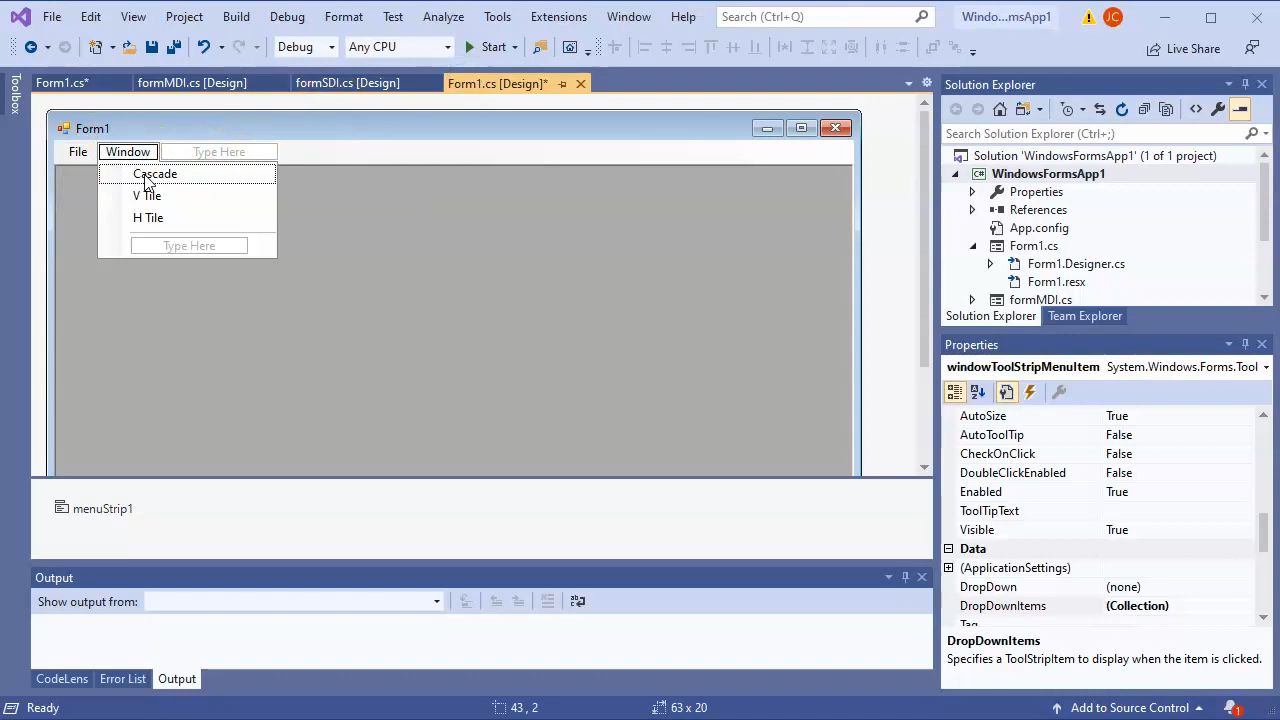 File Edit View Project Build Debug Format Test Analyze Tools Extensions Window Help Search (Ctrl+Q) Windo...msApp1 JC
Debug Any CPU Start Live Share
Toolbox
Form1.cs* formMDI.cs [Design] formSDI.cs [Design] Form1.cs [Design]*
Form1
File Window Type Here
Cascade
V Tile
H Tile
Type Here
menuStrip1
Output
Show output from:
CodeLens Error List Output
Solution Explorer
Search Solution Explorer (Ctrl+;)
Solution 'WindowsFormsApp1' (1 of 1 project)
C# WindowsFormsApp1
Properties
References
App.config
Form1.cs
Form1.Designer.cs
Form1.resx
formMDI.cs
Solution Explorer Team Explorer
Properties
windowToolStripMenuItem System.Windows.Forms.Tool
AutoSize True
AutoToolTip False
CheckOnClick False
DoubleClickEnabled False
Enabled True
ToolTipText
Visible True
Data
(ApplicationSettings)
DropDown (none)
DropDownItems (Collection)
Tag
DropDownItems
Specifies a ToolStripItem to display when the item is clicked.
Ready 43 , 2 63 x 20 Add to Source Control 1